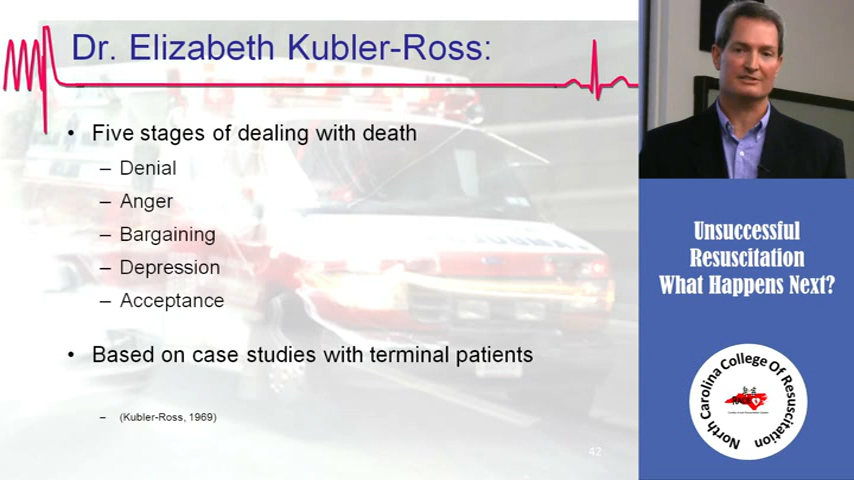 Dr. Elizabeth Kubler-Ross:
• Five stages of dealing with death
– Denial
– Anger
– Bargaining
– Depression
– Acceptance
• Based on case studies with terminal patients
– (Kubler-Ross, 1969)
42
Unsuccessful
Resuscitation
What Happens Next?
North Carolina College Of Resuscitation